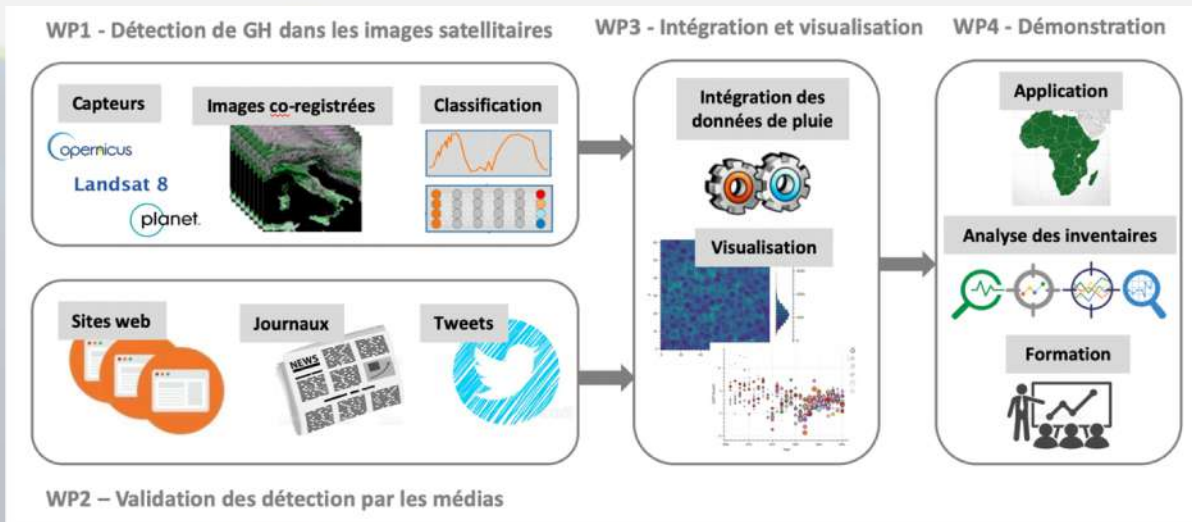 WP1 - Détection de GH dans les images satellitaires
Capteurs
Images co-registrées
Classification
opernicus
Landsat 8
planet.
Sites web
Journaux
Tweets
NEWS
WP2 – Validation des détection par les médias
WP3 - Intégration et visualisation
Intégration des
données de pluie
Visualisation
WP4 - Démonstration
Application
Analyse des inventaires
Formation